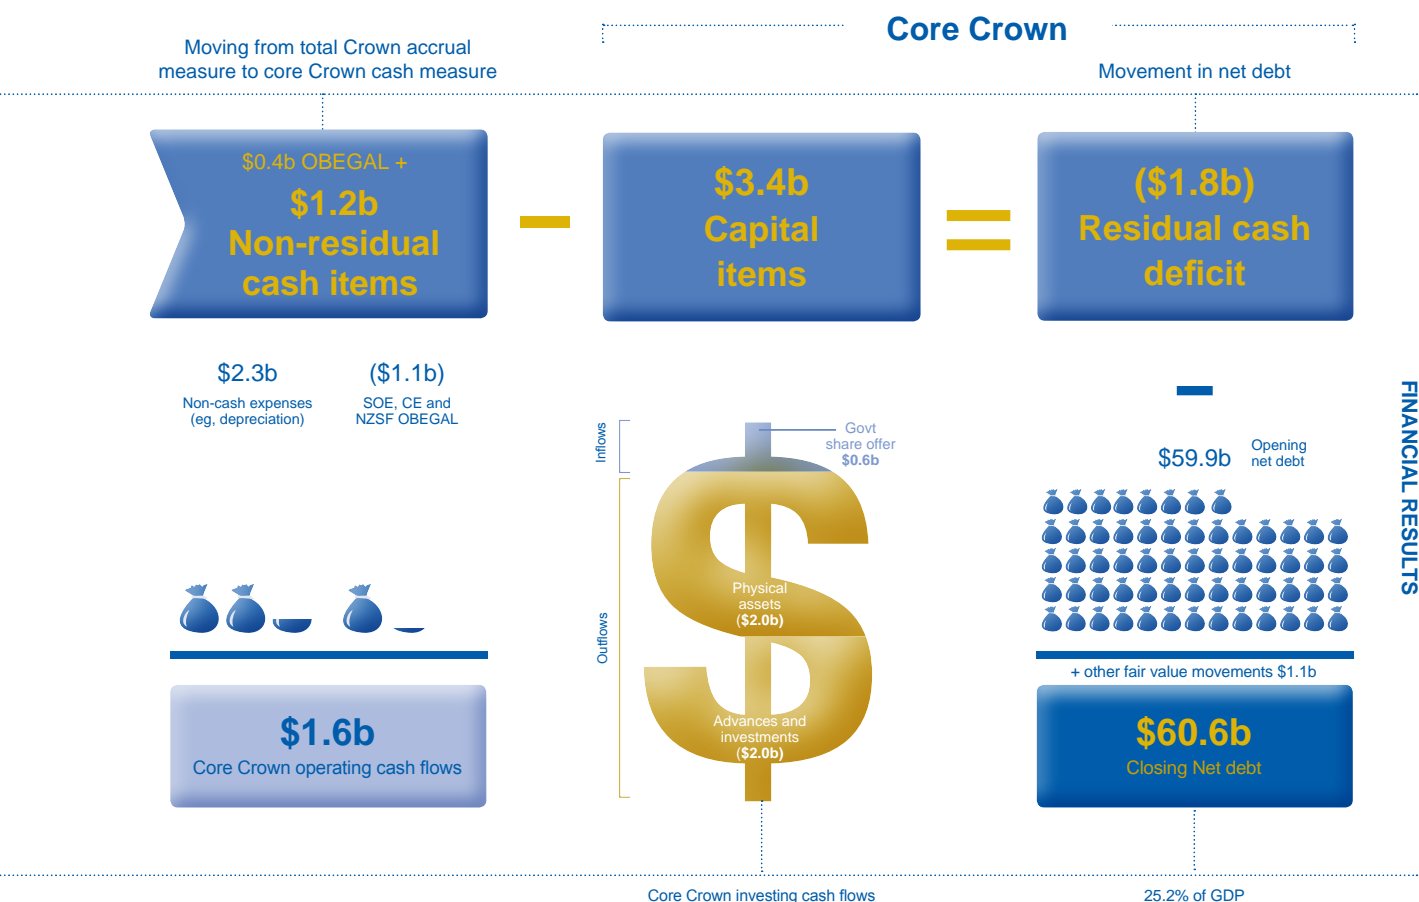 Core Crown
Moving from total Crown accrual
measure to core Crown cash measure
Movement in net debt
$0.4b OBEGAL +
$1.2b
Non-residual
cash items
$3.4b
Capital
items
($1.8b)
Residual cash
deficit
$2.3b
Non-cash expenses
(eg, depreciation)
($1.1b)
SOE, CE and
NZSF OBEGAL
$1.6b
Core Crown operating cash flows
Inflows
Govt
share offer
$0.6b
Outflows
Physical
assets
($2.0b)
Advances and
investments
($2.0b)
Core Crown investing cash flows
$59.9b
Opening
net debt
+ other fair value movements $1.1b
$60.6b
Closing Net debt
25.2% of GDP
FINANCIAL RESULTS